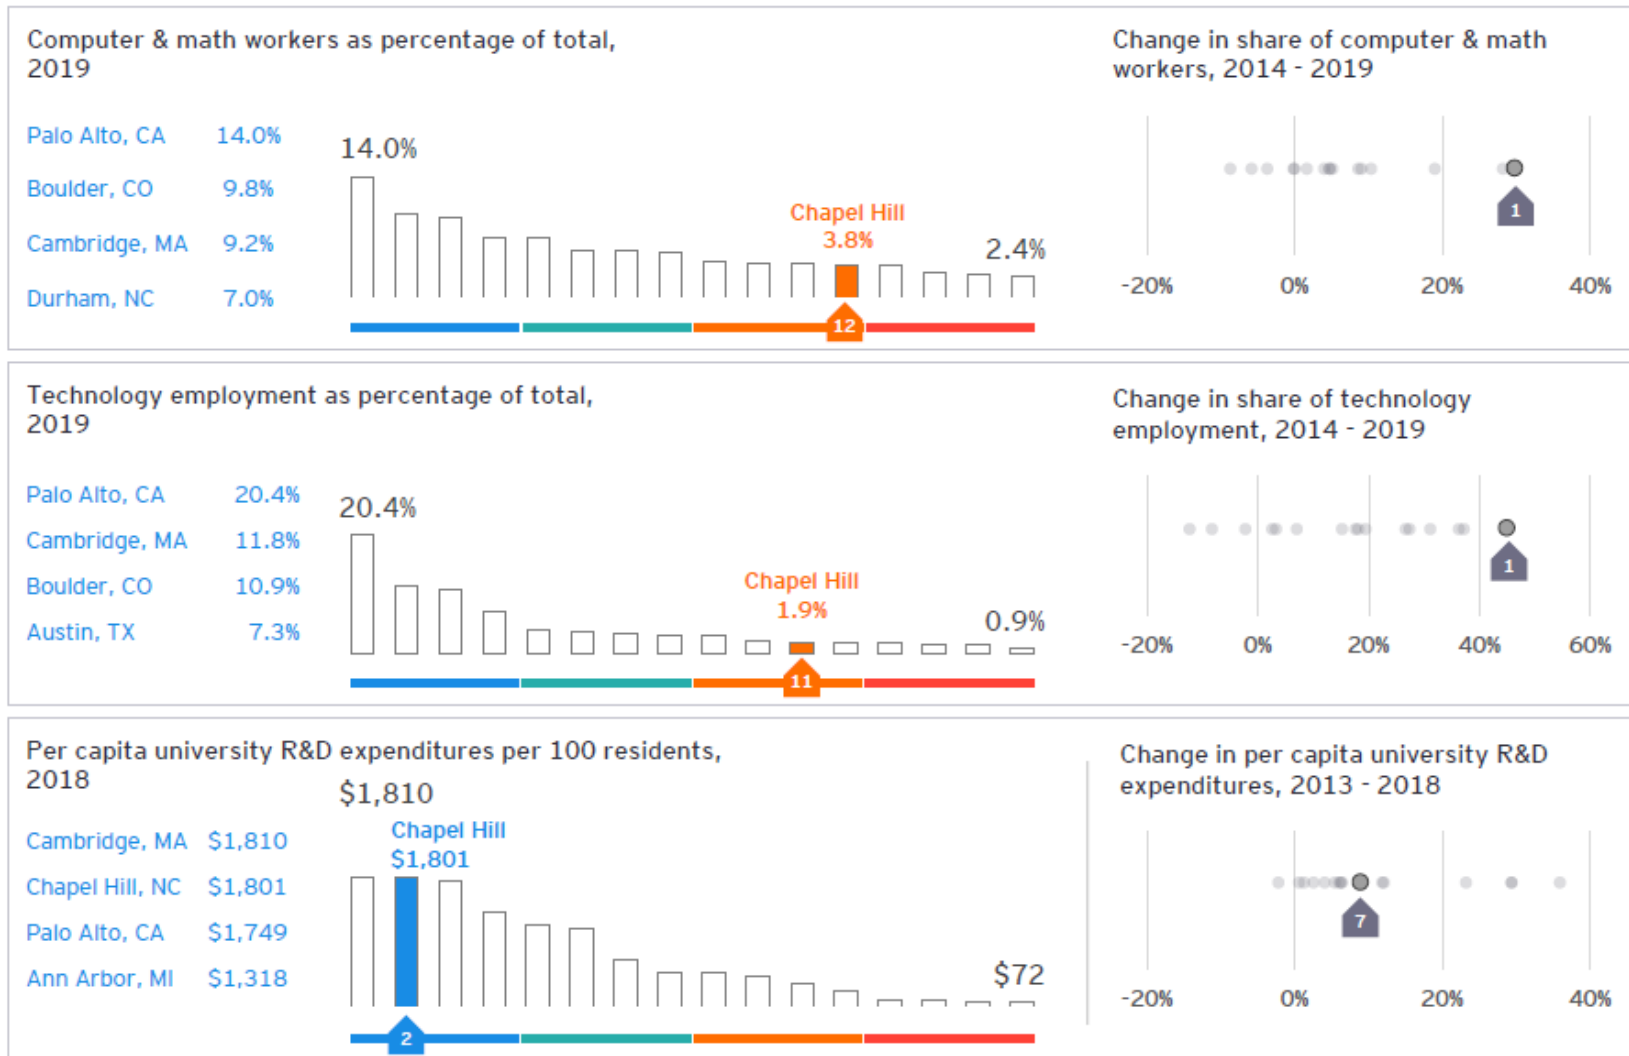 Computer & math workers as percentage of total,
2019
Palo Alto, CA 14.0%
Boulder, CO 9.8%
Cambridge, MA 9.2%
Durham, NC 7.0%
14.0%
Chapel Hill
3.8%
2.4%
12
Change in share of computer & math
workers, 2014 - 2019
1
-20% 0% 20% 40%
Technology employment as percentage of total,
2019
Palo Alto, CA 20.4%
Cambridge, MA 11.8%
Boulder, CO 10.9%
Austin, TX 7.3%
20.4%
Chapel Hill
1.9%
0.9%
11
Change in share of technology
employment, 2014 - 2019
1
-20% 0% 20% 40% 60%
Per capita university R&D expenditures per 100 residents,
2018
Cambridge, MA $1,810
Chapel Hill, NC $1,801
Palo Alto, CA $1,749
Ann Arbor, MI $1,318
$1,810
Chapel Hill
$1,801
$72
2
Change in per capita university R&D
expenditures, 2013 - 2018
7
-20% 0% 20% 40%